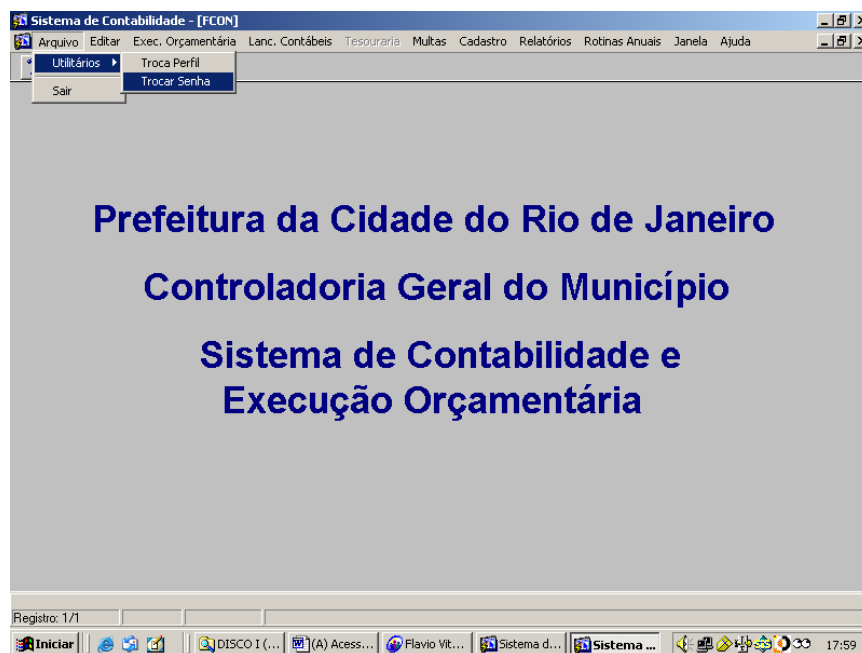 Sistema de Contabilidade - [FCON]
Arquivo Editar Exec. Orçamentária Lanc. Contábeis Tesouraria Multas Cadastro Relatórios Rotinas Anuais Janela Ajuda
Utilitários Troca Perfil
Trocar Senha
Sair
Prefeitura da Cidade do Rio de Janeiro
Controladoria Geral do Município
Sistema de Contabilidade e
Execução Orçamentária
Registro: 1/1
Iniciar DISCO I (... (A) Acess... Flavio Vit... Sistema d... Sistema ... 17:59